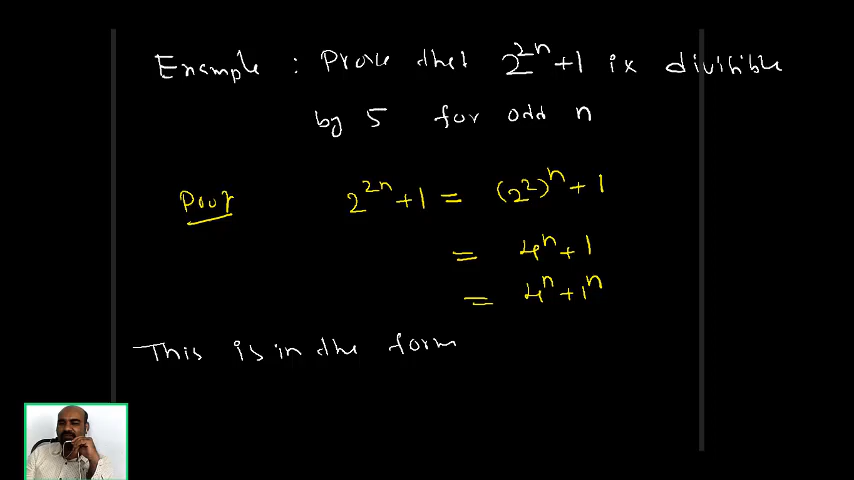 Example : Prove that 2^{2n}+1 is divisible
by 5 for odd n
Proof 2^{2n}+1 = (2^2)^n+1
= 4^n+1
= 4^n+1^n
This is in the form